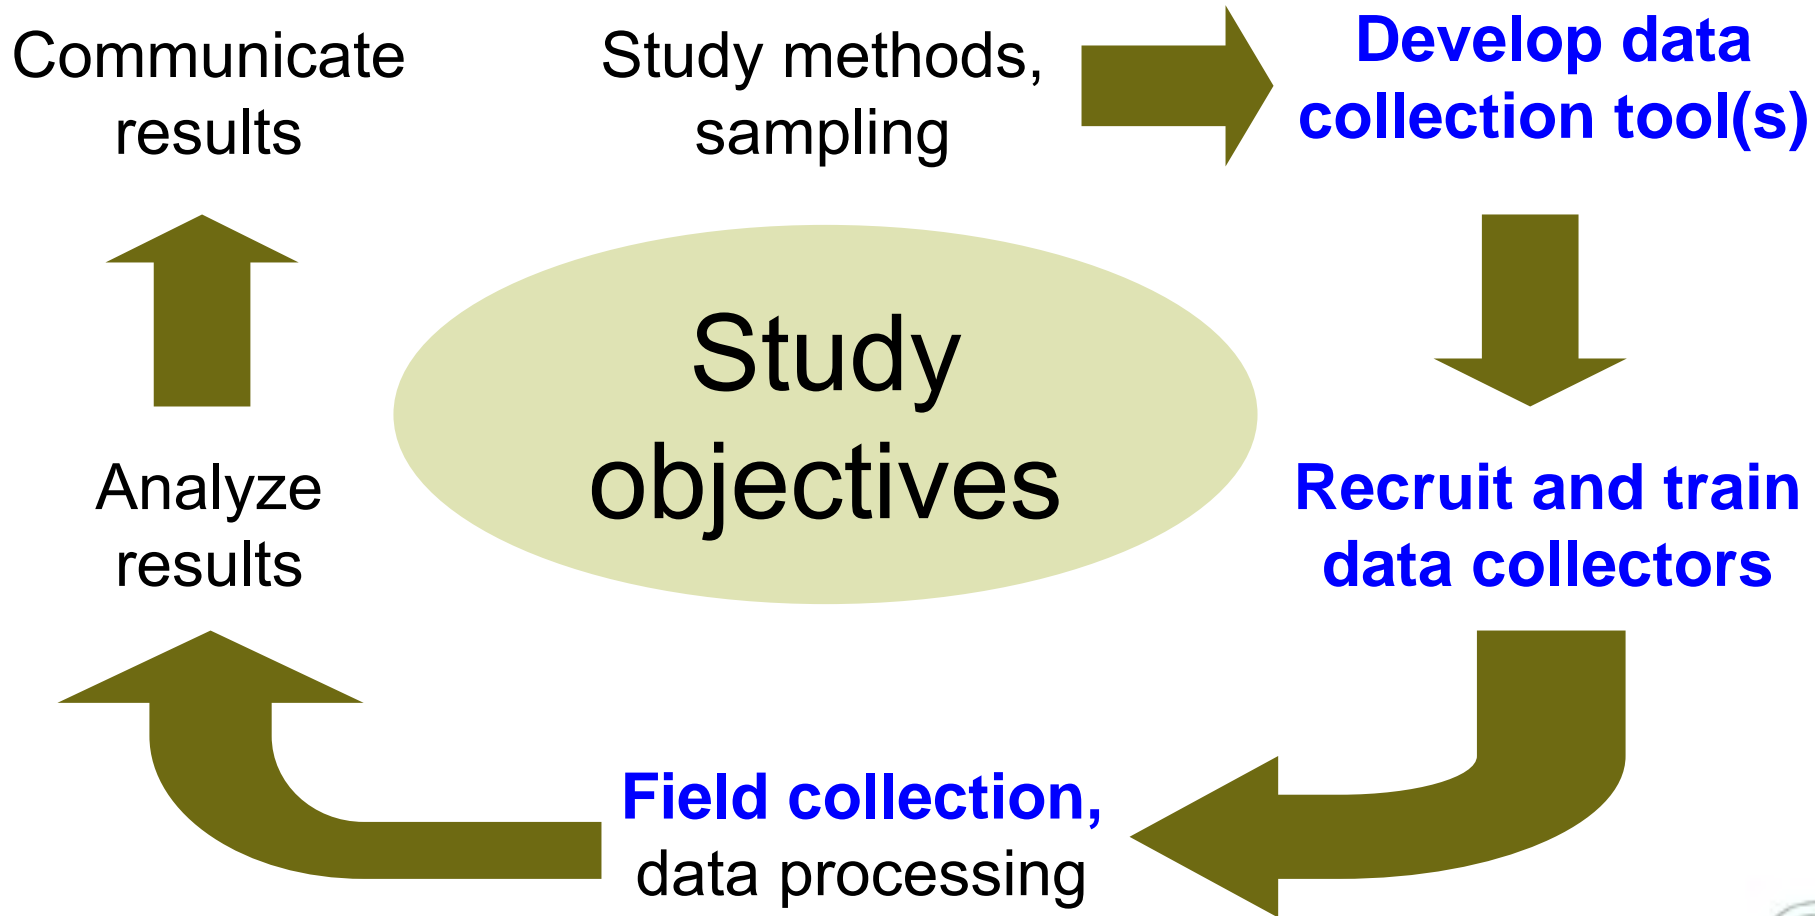 Communicate
results
Study methods,
sampling
Develop data
collection tool(s)
Study
objectives
Analyze
results
Recruit and train
data collectors
Field collection,
data processing